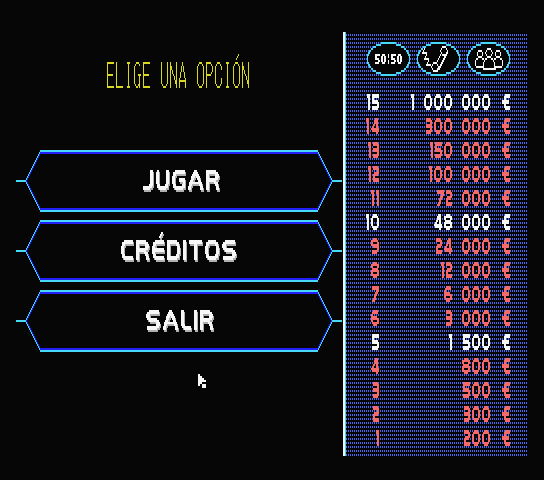 ELIGE UNA OPCIÓN
JUGAR
CRÉDITOS
SALIR
50:50
15 1 000 000 €
14 300 000 €
13 150 000 €
12 100 000 €
11 72 000 €
10 48 000 €
9 24 000 €
8 12 000 €
7 6 000 €
6 3 000 €
5 1 500 €
4 800 €
3 500 €
2 300 €
1 200 €